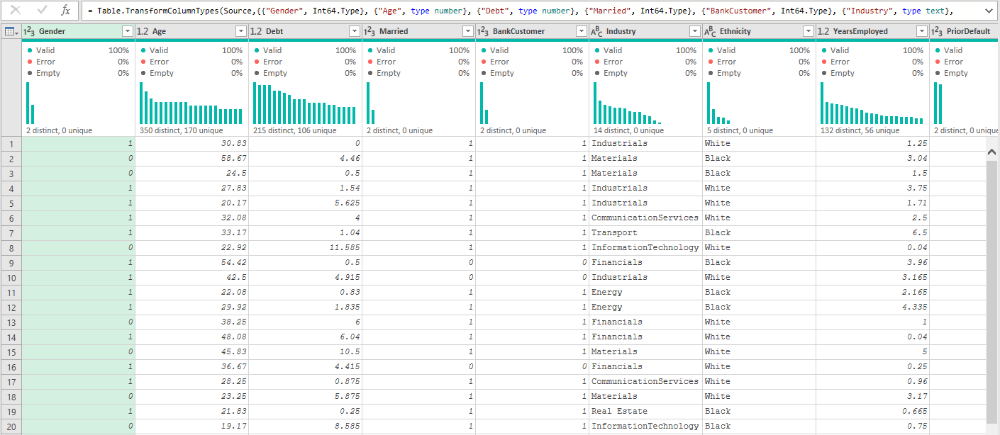 fx = Table.TransformColumnTypes(Source,{{"Gender", Int64.Type}, {"Age", type number}, {"Debt", type number}, {"Married", Int64.Type}, {"BankCustomer", Int64.Type}, {"Industry", type text},
1²3 Gender 1.2 Age 1.2 Debt 1²3 Married 1²3 BankCustomer ABC Industry ABC Ethnicity 1.2 YearsEmployed 1²3 PriorDefault
Valid 100% Valid 100% Valid 100% Valid 100% Valid 100% Valid 100% Valid 100% Valid 100% Valid
Error 0% Error 0% Error 0% Error 0% Error 0% Error 0% Error 0% Error 0% Error
Empty 0% Empty 0% Empty 0% Empty 0% Empty 0% Empty 0% Empty 0% Empty 0% Empty
2 distinct, 0 unique 350 distinct, 170 unique 215 distinct, 106 unique 2 distinct, 0 unique 2 distinct, 0 unique 14 distinct, 0 unique 5 distinct, 0 unique 132 distinct, 56 unique 2 distinct, 0 unique
1 1 30.83 0 1 1 Industrials White 1.25
2 0 58.67 4.46 1 1 Materials Black 3.04
3 0 24.5 0.5 1 1 Materials Black 1.5
4 1 27.83 1.54 1 1 Industrials White 3.75
5 1 20.17 5.625 1 1 Industrials White 1.71
6 1 32.08 4 1 1 CommunicationServices White 2.5
7 1 33.17 1.04 1 1 Transport Black 6.5
8 0 22.92 11.585 1 1 InformationTechnology White 0.04
9 1 54.42 0.5 0 0 Financials Black 3.96
10 1 42.5 4.915 0 0 Industrials White 3.165
11 1 22.08 0.83 1 1 Energy Black 2.165
12 1 29.92 1.835 1 1 Energy Black 4.335
13 0 38.25 6 1 1 Financials White 1
14 1 48.08 6.04 1 1 Financials White 0.04
15 0 45.83 10.5 1 1 Materials White 5
16 1 36.67 4.415 0 0 Financials White 0.25
17 1 28.25 0.875 1 1 CommunicationServices White 0.96
18 0 23.25 5.875 1 1 Materials White 3.17
19 1 21.83 0.25 1 1 Real Estate Black 0.665
20 0 19.17 8.585 1 1 InformationTechnology Black 0.75